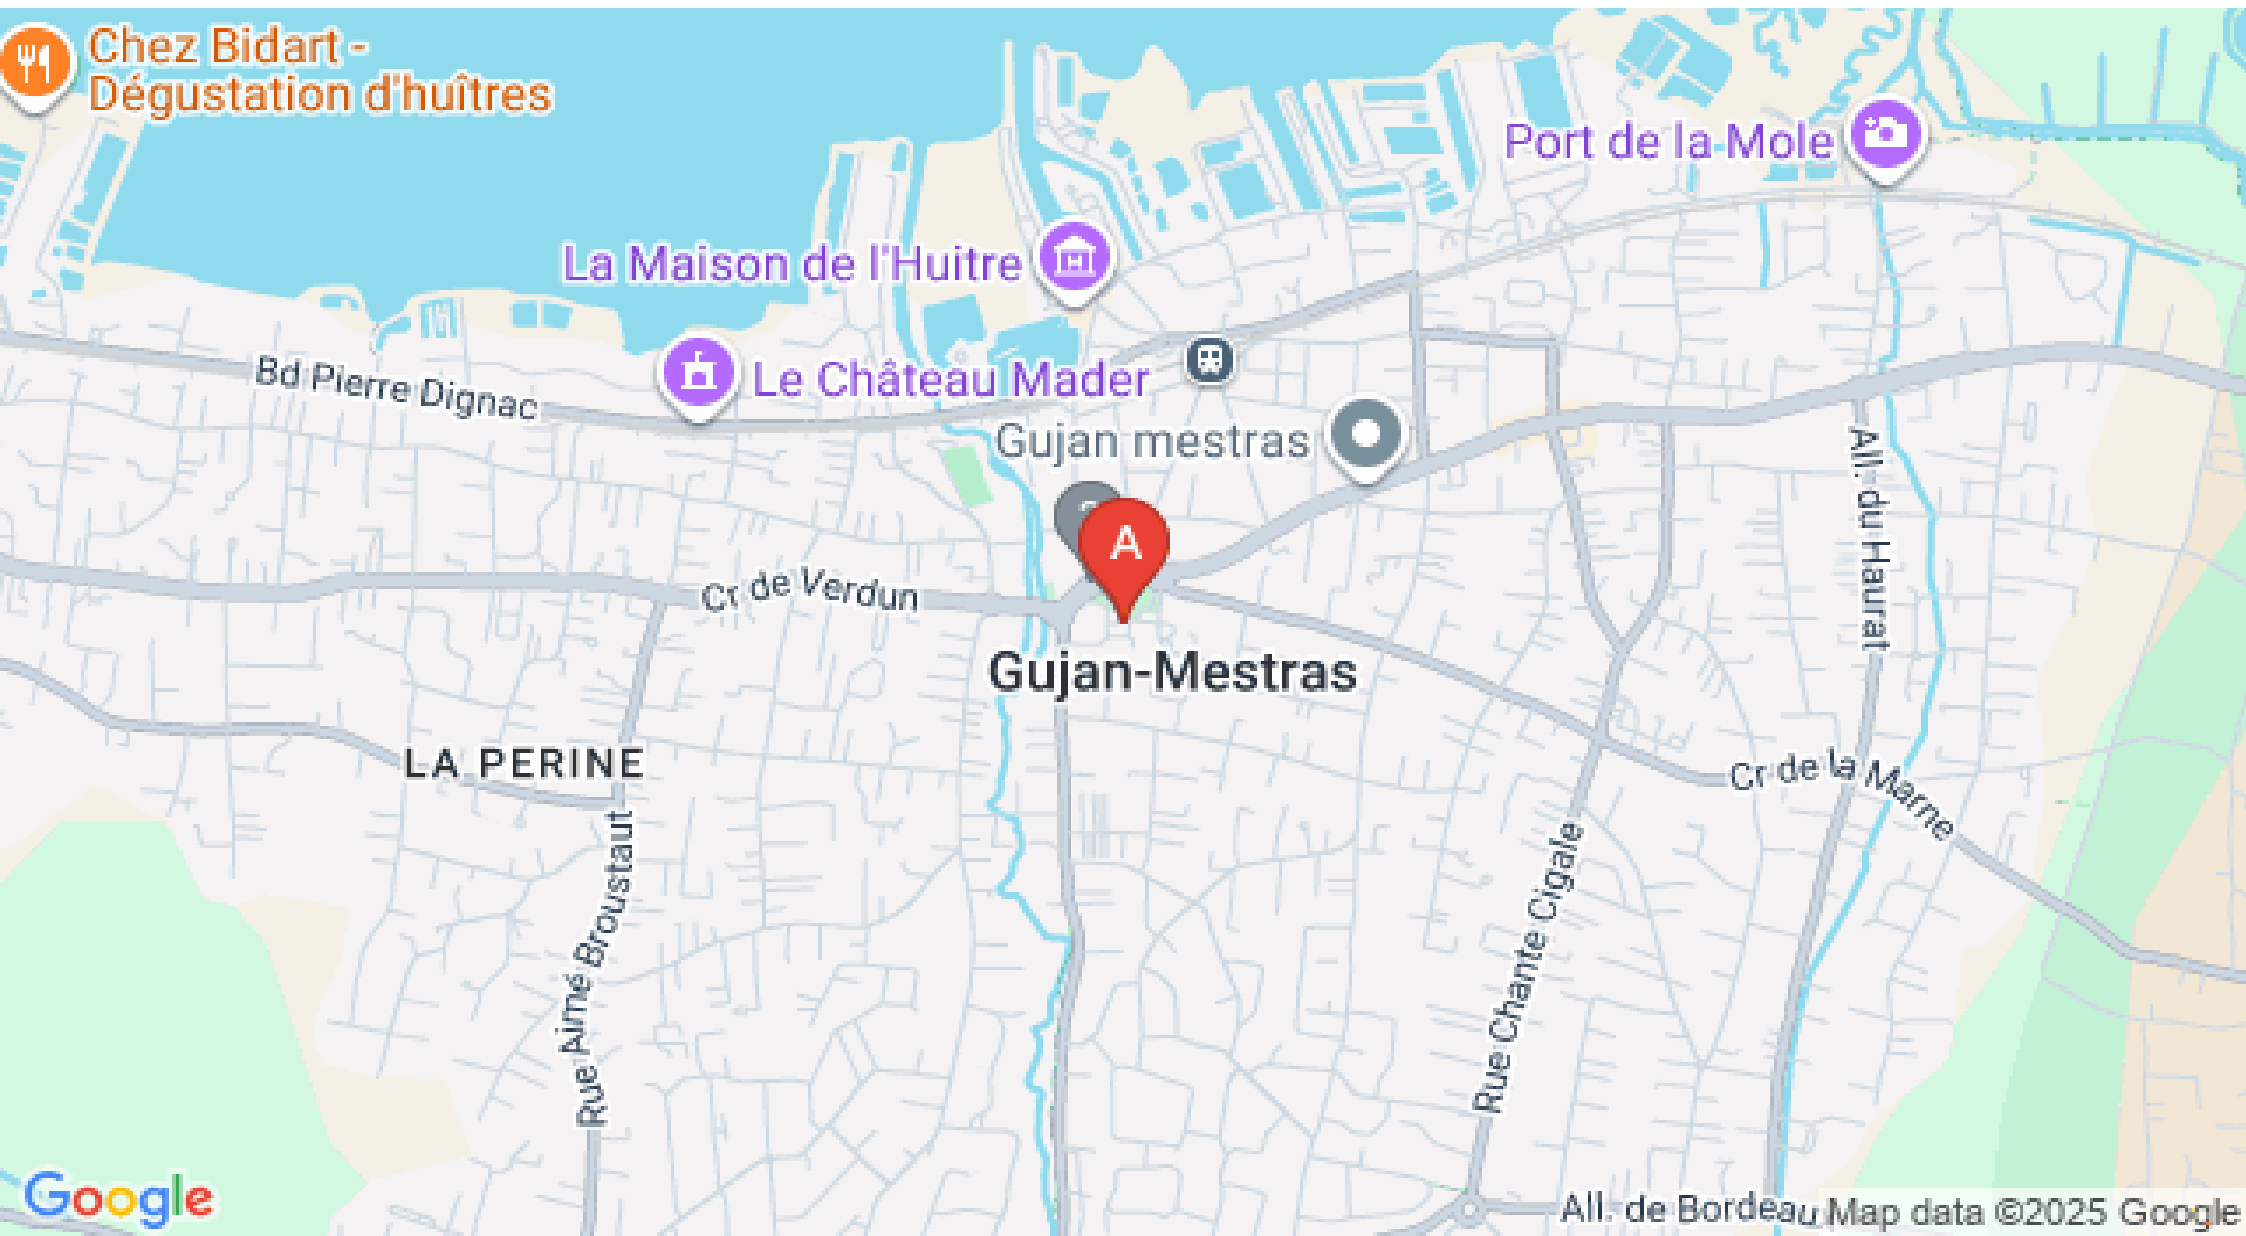 Chez Bidart -
Dégustation d'huîtres
Port de la Mole
La Maison de l'Huitre
Le Château Mader
Bd Pierre Dignac
Gujan mestras
A
All. du Haurat
Cr de Verdun
Gujan-Mestras
LA PERINE
Cr de la Marne
Rue Aimé Broustaut
Rue Chante Cigale
Google
All. de Bordeau
Map data ©2025 Google